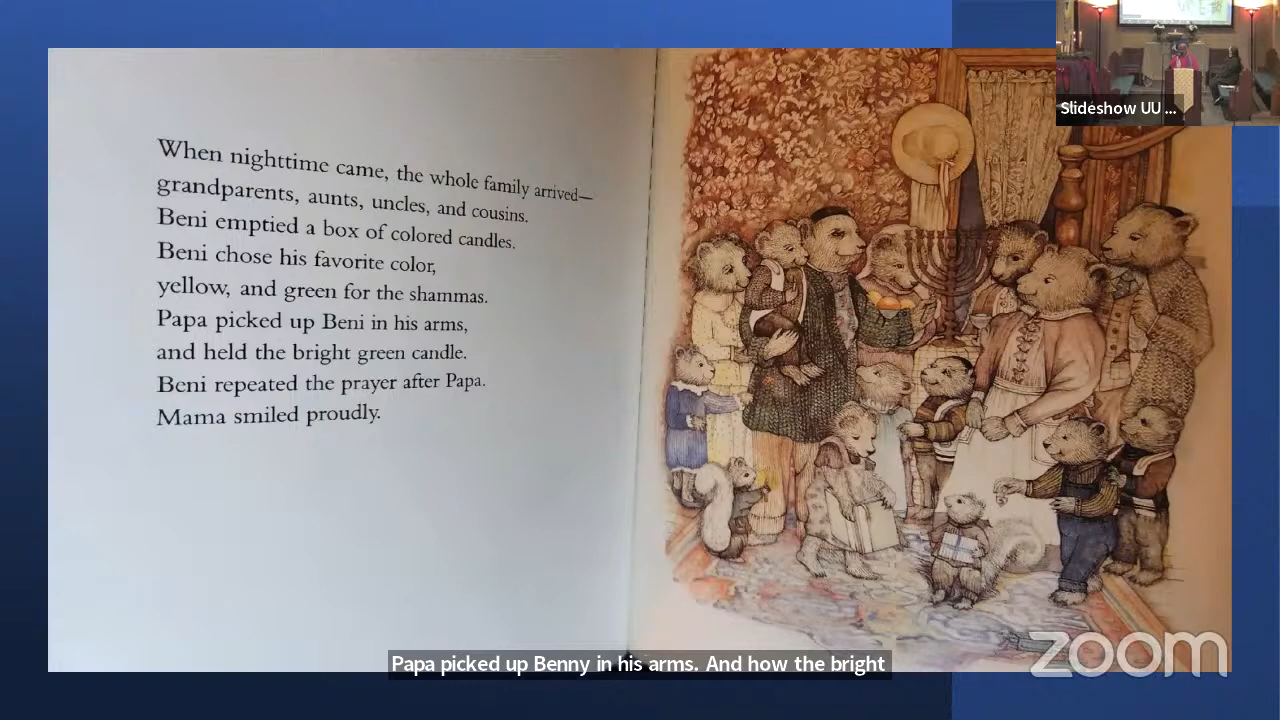 Slideshow UU ...
When nighttime came, the whole family arrived—
grandparents, aunts, uncles, and cousins.
Beni emptied a box of colored candles.
Beni chose his favorite color,
yellow, and green for the shammas.
Papa picked up Beni in his arms,
and held the bright green candle.
Beni repeated the prayer after Papa.
Mama smiled proudly.
Papa picked up Benny in his arms. And how the bright
zoom